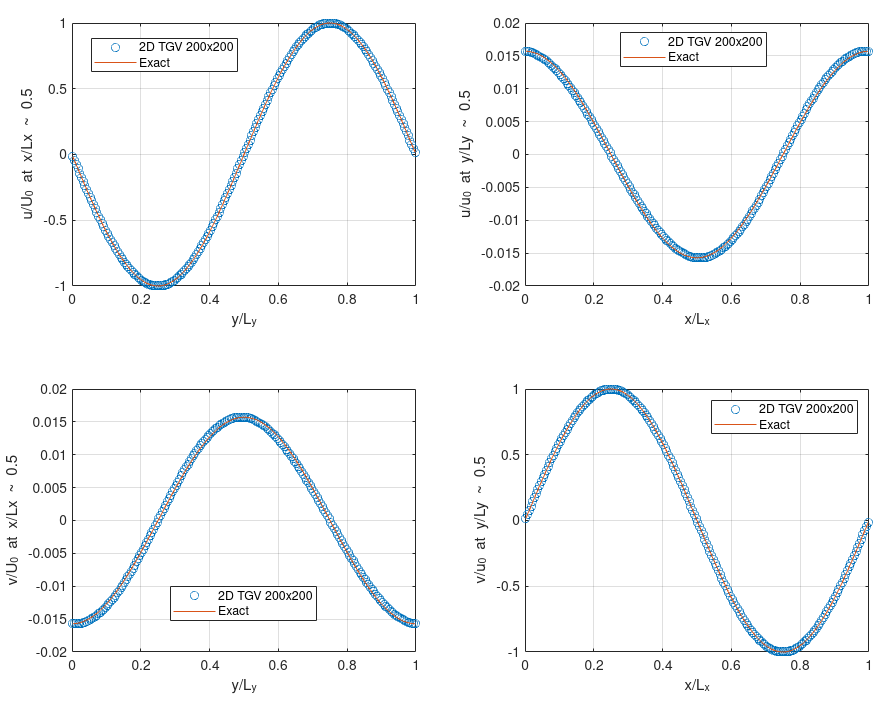 1
0.5
0
-0.5
-1
0 0.2 0.4 0.6 0.8 1
y/Ly
u/U0 at x/Lx ~ 0.5
2D TGV 200x200
Exact
0.02
0.015
0.01
0.005
0
-0.005
-0.01
-0.015
-0.02
0 0.2 0.4 0.6 0.8 1
x/Lx
u/u0 at y/Ly ~ 0.5
2D TGV 200x200
Exact
0.02
0.015
0.01
0.005
0
-0.005
-0.01
-0.015
-0.02
0 0.2 0.4 0.6 0.8 1
y/Ly
v/U0 at x/Lx ~ 0.5
2D TGV 200x200
Exact
1
0.5
0
-0.5
-1
0 0.2 0.4 0.6 0.8 1
x/Lx
v/u0 at y/Ly ~ 0.5
2D TGV 200x200
Exact